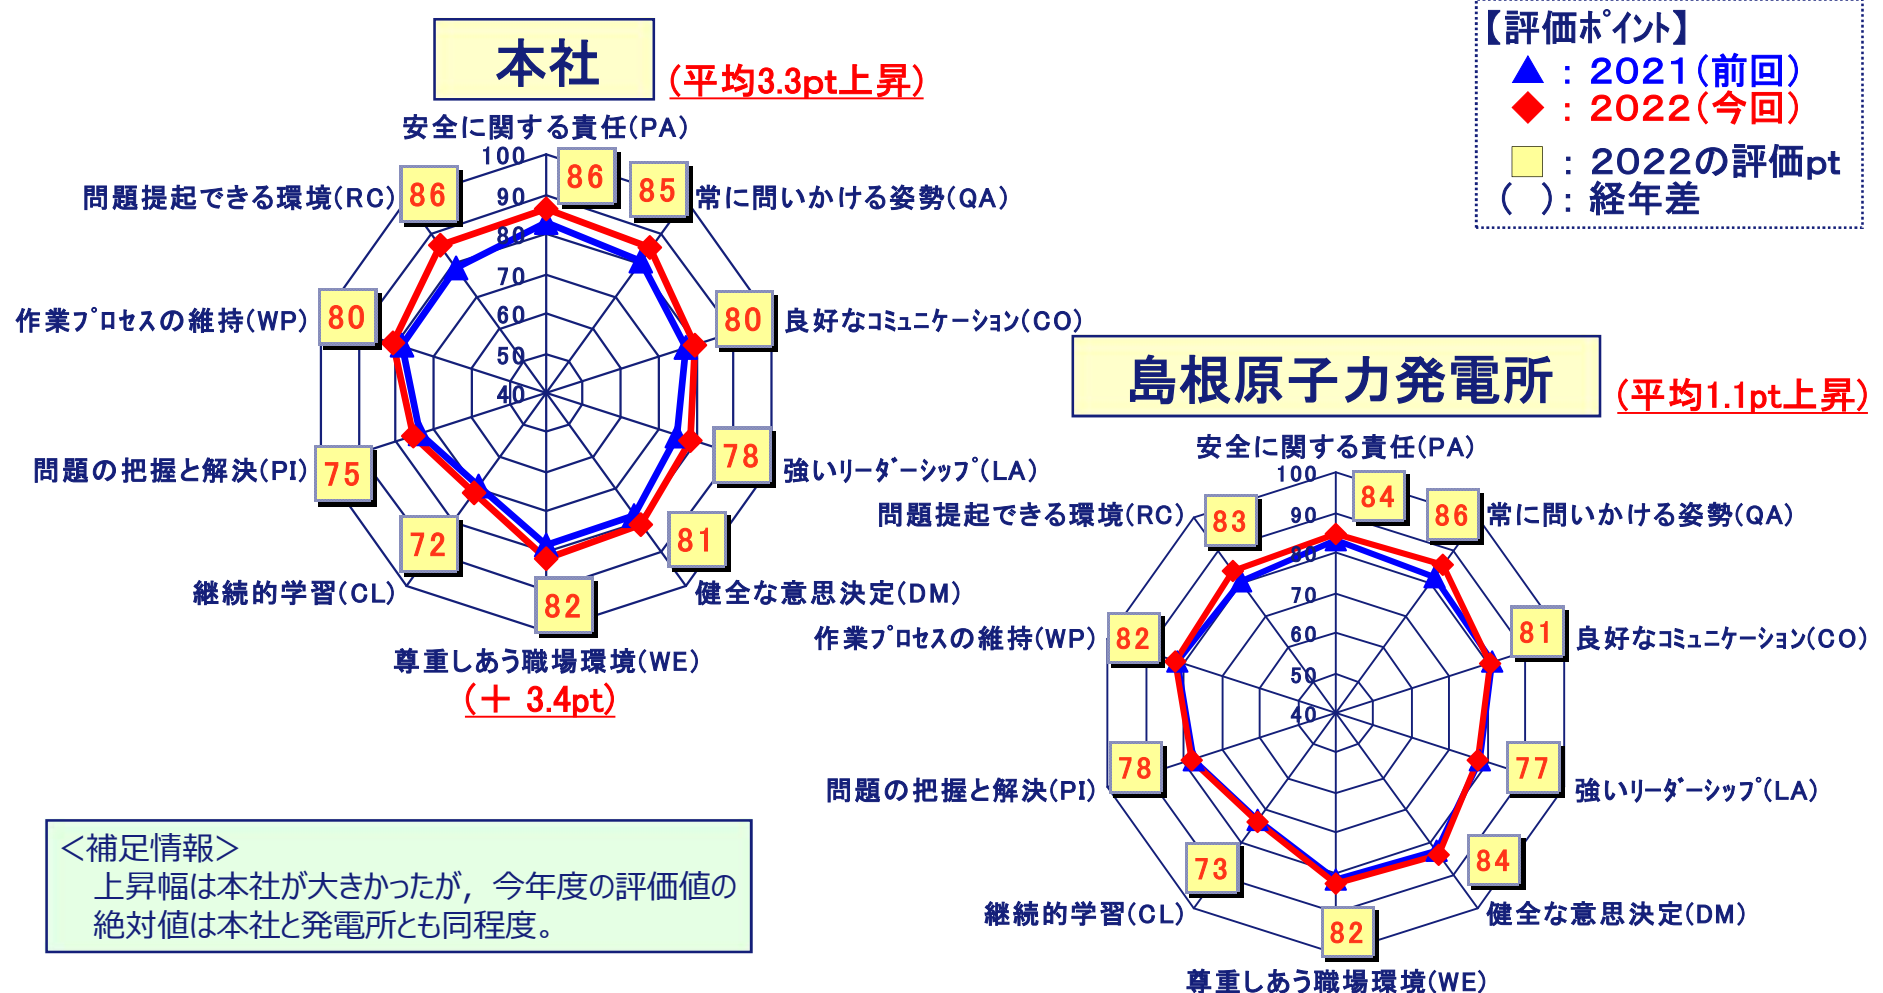 本社
(平均3.3pt上昇)
【評価ﾎﾟｲﾝﾄ】
▲ : 2021(前回)
◆ : 2022(今回)
: 2022の評価pt
( ): 経年差
安全に関する責任(PA)
100
86
85
86
問題提起できる環境(RC)
90
常に問いかける姿勢(QA)
80
70
作業ﾌﾟﾛｾｽの維持(WP)
80
60
80
良好なｺﾐｭﾆｹｰｼｮﾝ(CO)
50
40
問題の把握と解決(PI)
75
78
強いﾘｰﾀﾞｰｼｯﾌﾟ(LA)
72
81
継続的学習(CL)
82
健全な意思決定(DM)
尊重しあう職場環境(WE)
(＋ 3.4pt)
島根原子力発電所
(平均1.1pt上昇)
安全に関する責任(PA)
100
84
86
83
問題提起できる環境(RC)
90
常に問いかける姿勢(QA)
80
70
作業ﾌﾟﾛｾｽの維持(WP)
82
60
81
良好なｺﾐｭﾆｹｰｼｮﾝ(CO)
50
40
問題の把握と解決(PI)
78
77
強いﾘｰﾀﾞｰｼｯﾌﾟ(LA)
73
84
継続的学習(CL)
82
健全な意思決定(DM)
尊重しあう職場環境(WE)
＜補足情報＞
上昇幅は本社が大きかったが，今年度の評価値の
絶対値は本社と発電所とも同程度。